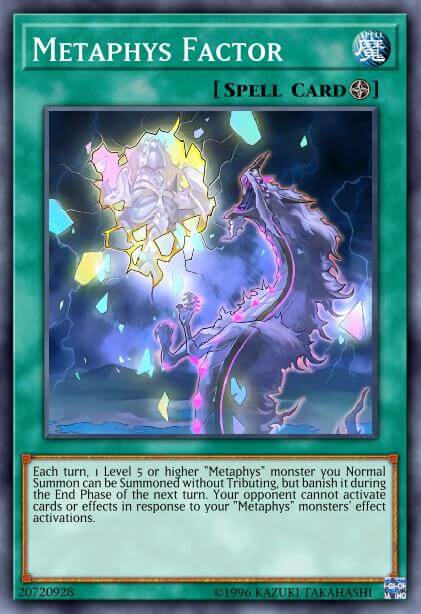 METAPHYS FACTOR
SPELL
魔
[SPELL CARD]
Each turn, 1 Level 5 or higher "Metaphys" monster you Normal
Summon can be Summoned without Tributing, but banish it during
the End Phase of the next turn. Your opponent cannot activate
cards or effects in response to your "Metaphys" monsters' effect
activations.
20720928
©1996 KAZUKI TAKAHASHI